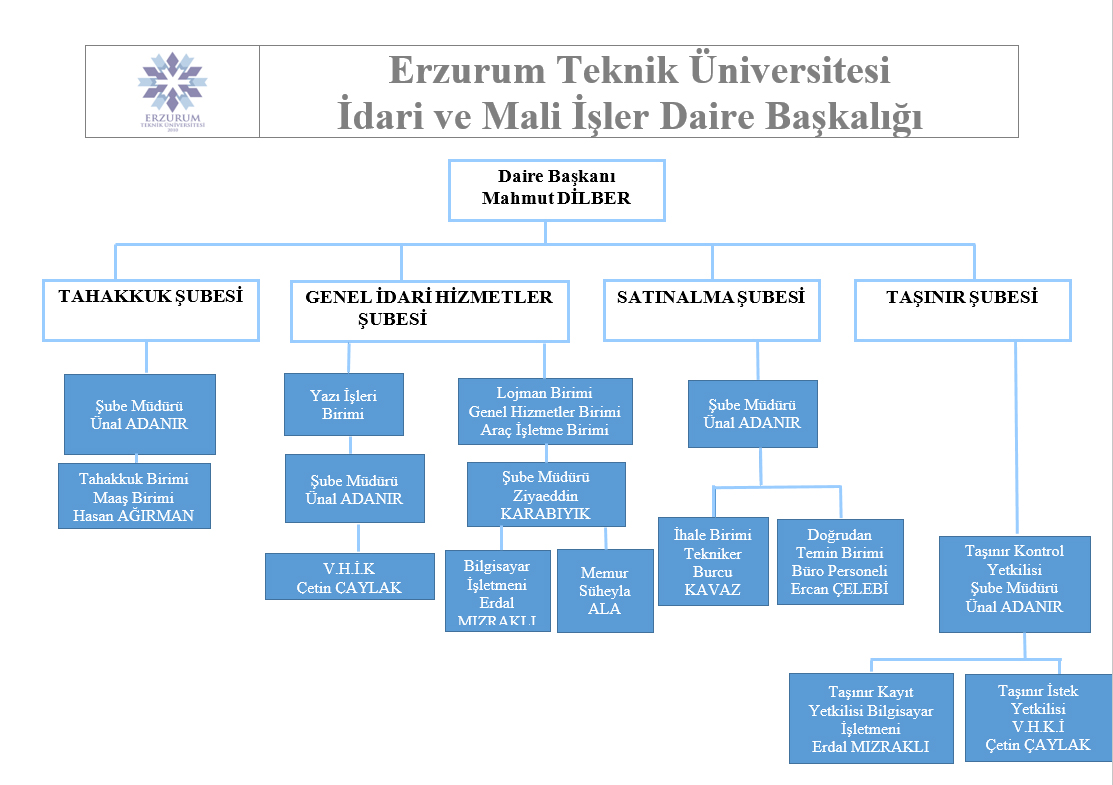 ERZURUM
TEKNİK ÜNİVERSİTESİ
2010
Erzurum Teknik Üniversitesi
İdari ve Mali İşler Daire Başkalığı
Daire Başkanı
Mahmut DİLBER
TAHAKKUK ŞUBESİ
GENEL İDARİ HİZMETLER
ŞUBESİ
SATINALMA ŞUBESİ
TAŞINIR ŞUBESİ
Şube Müdürü
Ünal ADANIR
Tahakkuk Birimi
Maaş Birimi
Hasan AĞIRMAN
Yazı İşleri
Birimi
Şube Müdürü
Ünal ADANIR
V.H.İ.K
Çetin ÇAYLAK
Lojman Birimi
Genel Hizmetler Birimi
Araç İşletme Birimi
Şube Müdürü
Ziyaeddin
KARABIYIK
Bilgisayar
İşletmeni
Erdal
MIZRAKLI
Memur
Süheyla
ALA
Şube Müdürü
Ünal ADANIR
İhale Birimi
Tekniker
Burcu
KAVAZ
Doğrudan
Temin Birimi
Büro Personeli
Ercan ÇELEBİ
Taşınır Kontrol
Yetkilisi
Şube Müdürü
Ünal ADANIR
Taşınır Kayıt
Yetkilisi Bilgisayar
İşletmeni
Erdal MIZRAKLI
Taşınır İstek
Yetkilisi
V.H.K.İ
Çetin ÇAYLAK